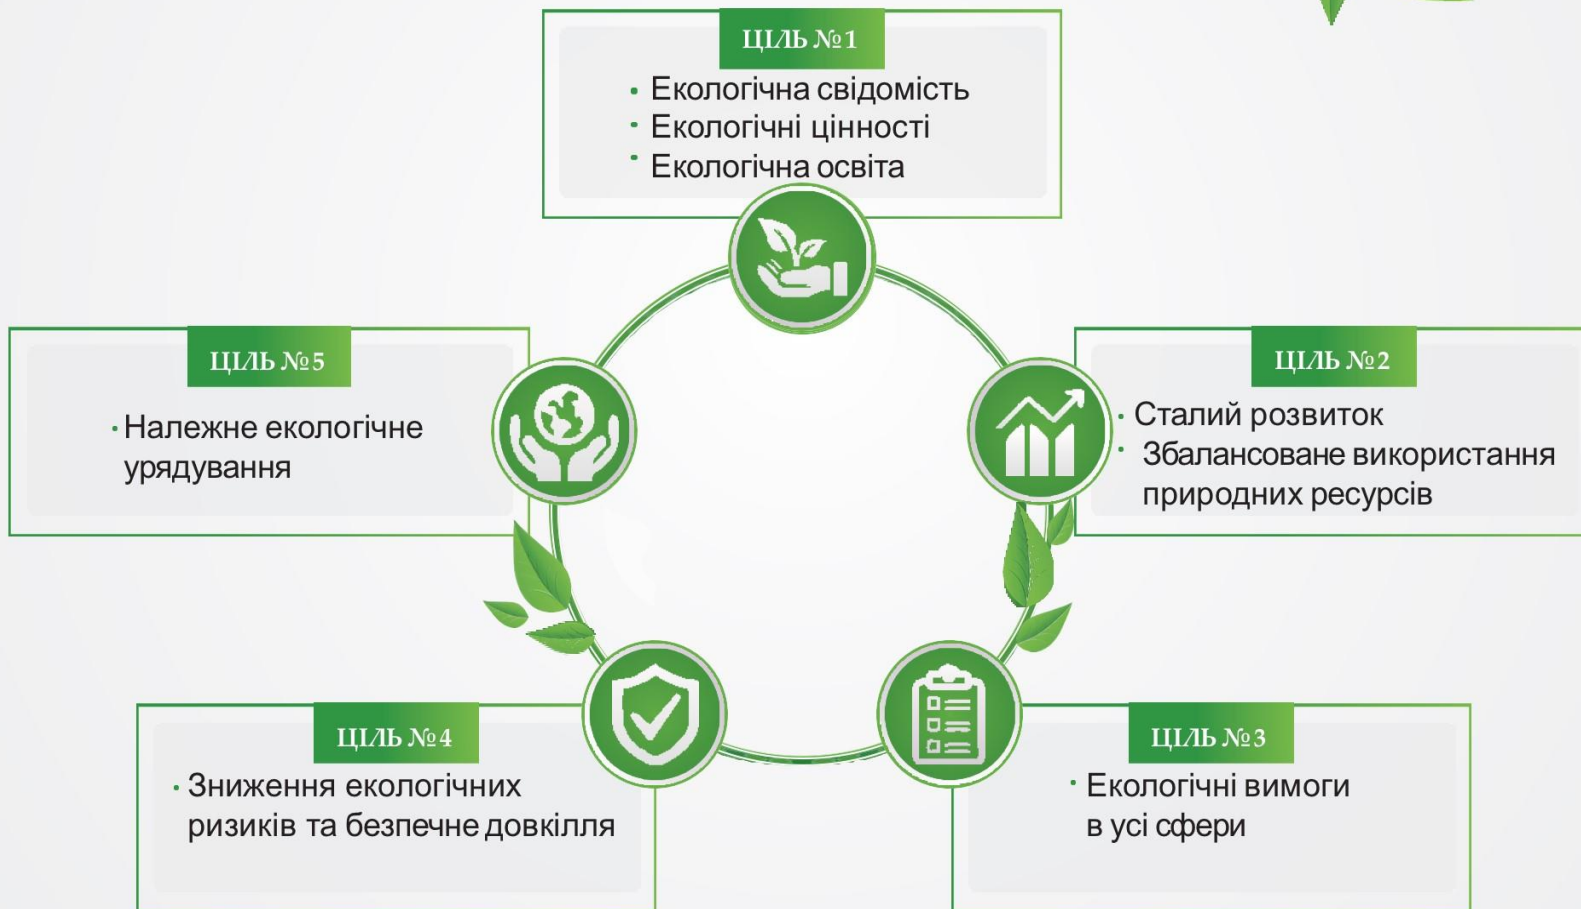 ЦІЛЬ №1
• Екологічна свідомість
• Екологічні цінності
• Екологічна освіта
ЦІЛЬ №5
• Належне екологічне
урядування
ЦІЛЬ №2
• Сталий розвиток
• Збалансоване використання
природних ресурсів
ЦІЛЬ №4
• Зниження екологічних
ризиків та безпечне довкілля
ЦІЛЬ №3
• Екологічні вимоги
в усі сфери